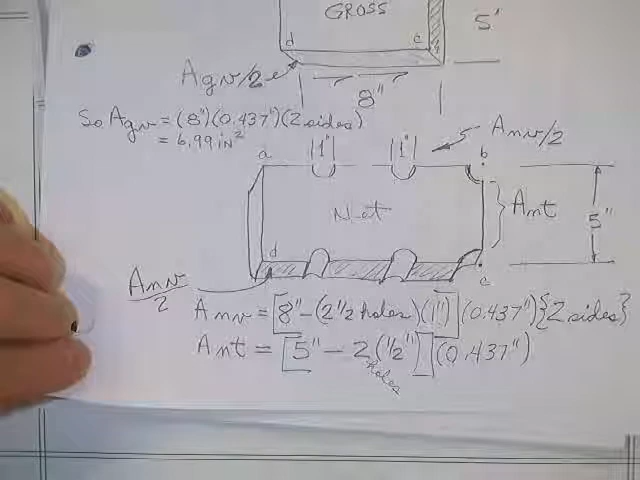 GROSS
d c
5'
Agv/2
8"
So Agv = (8")(0.437")(2 sides)
= 6.99 in²
Anv/2
a |1"| |1"| b
Net
Ant
5"
d
c
Anv/2
Anv = [8" - (2 1/2 holes)(1")](0.437"){2 sides}
Ant = [5" - 2(1/2")](0.437")
holes